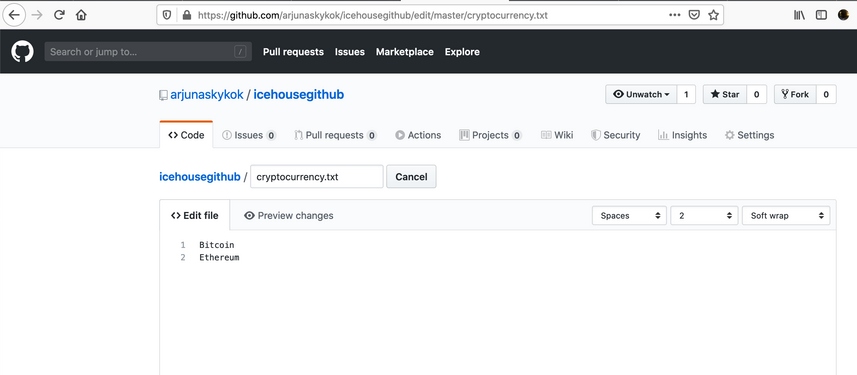 https://github.com/arjunaskykok/icehousegithub/edit/master/cryptocurrency.txt
Search or jump to... / Pull requests Issues Marketplace Explore
arjunaskykok / icehousegithub Unwatch 1 Star 0 Fork 0
Code Issues 0 Pull requests 0 Actions Projects 0 Wiki Security Insights Settings
icehousegithub / cryptocurrency.txt Cancel
Edit file Preview changes Spaces 2 Soft wrap
1 Bitcoin
2 Ethereum